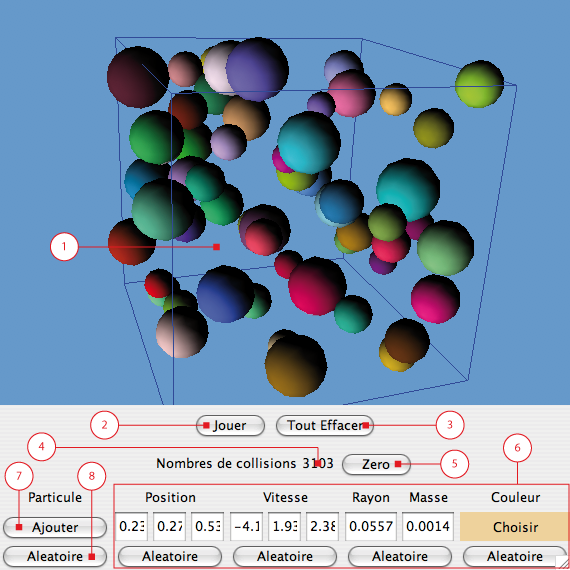 1
2
Jouer
Tout Effacer
3
4
Nombres de collisions 3103
Zero
5
6
7
8
Particule
Position
Vitesse
Rayon
Masse
Couleur
Ajouter
0.23
0.27
0.53
-4.1
1.93
2.38
0.0557
0.0014
Choisir
Aleatoire
Aleatoire
Aleatoire
Aleatoire
Aleatoire